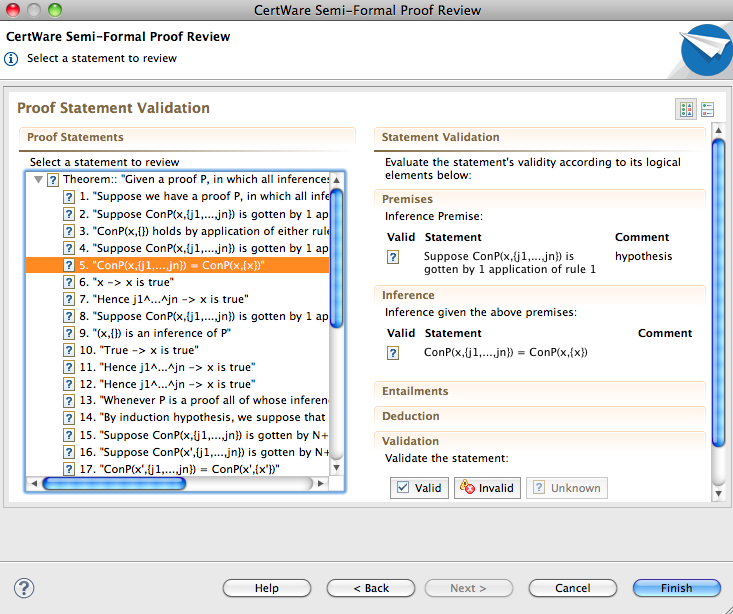 CertWare Semi-Formal Proof Review
CertWare Semi-Formal Proof Review
Select a statement to review
Proof Statement Validation
Proof Statements
Select a statement to review
Theorem:: "Given a proof P, in which all inferences
1. "Suppose we have a proof P, in which all infe
2. "Suppose ConP(x,{j1,...,jn}) is gotten by 1 ap
3. "ConP(x,{}) holds by application of either rule
4. "Suppose ConP(x,{j1,...,jn}) is gotten by 1 ap
5. "ConP(x,{j1,...,jn}) = ConP(x,{x})"
6. "x -> x is true"
7. "Hence j1^...^jn -> x is true"
8. "Suppose ConP(x,{j1,...,jn}) is gotten by 1 ap
9. "(x,{}) is an inference of P"
10. "True -> x is true"
11. "Hence j1^...^jn -> x is true"
12. "Hence j1^...^jn -> x is true"
13. "Whenever P is a proof all of whose inferen
14. "By induction hypothesis, we suppose that
15. "Suppose ConP(x,{j1,...,jn}) is gotten by N+
16. "Suppose ConP(x',{j1,...,jn}) is gotten by N
17. "ConP(x',{j1,...,jn}) = ConP(x',{x'})"
Statement Validation
Evaluate the statement's validity according to its logical
elements below:
Premises
Inference Premise:
Valid Statement Comment
Suppose ConP(x,{j1,...,jn}) is hypothesis
gotten by 1 application of rule 1
Inference
Inference given the above premises:
Valid Statement Comment
ConP(x,{j1,...,jn}) = ConP(x,{x})
Entailments
Deduction
Validation
Validate the statement:
Valid Invalid ? Unknown
? Help < Back Next > Cancel Finish